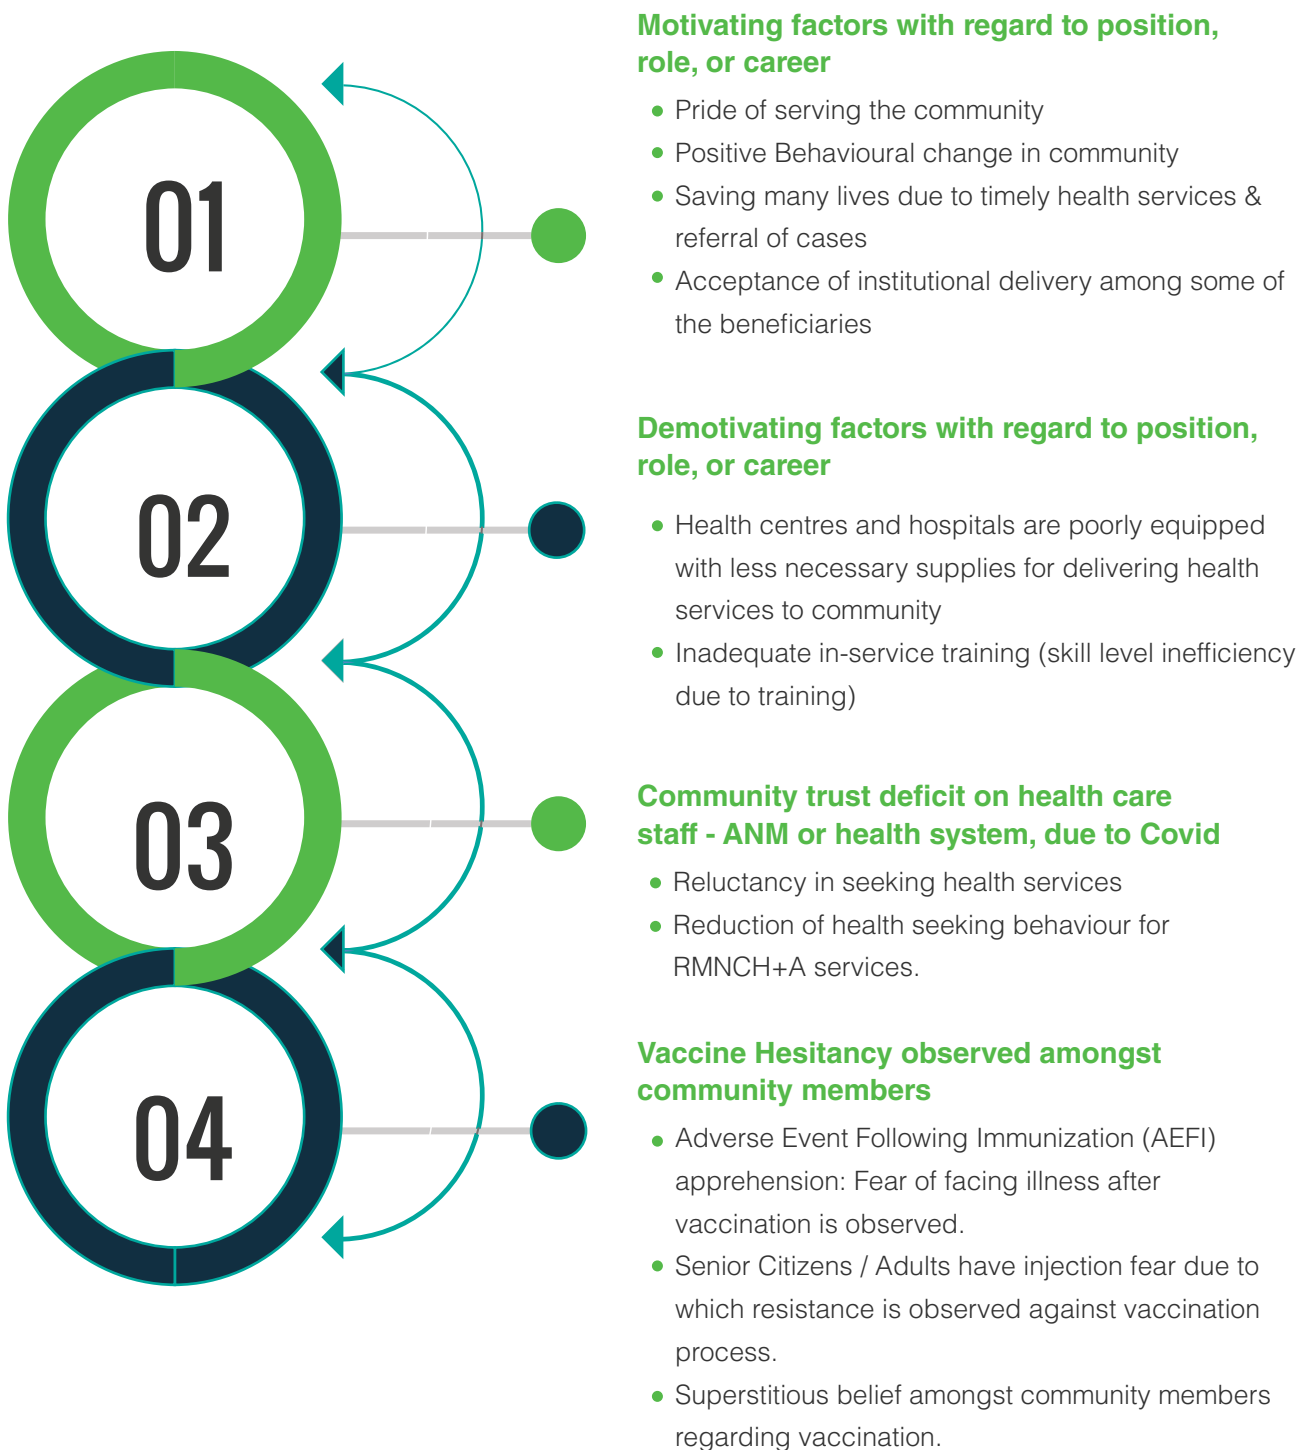 01
Motivating factors with regard to position,
role, or career
Pride of serving the community
Positive Behavioural change in community
Saving many lives due to timely health services &
referral of cases
Acceptance of institutional delivery among some of
the beneficiaries
02
Demotivating factors with regard to position,
role, or career
Health centres and hospitals are poorly equipped
with less necessary supplies for delivering health
services to community
Inadequate in-service training (skill level inefficiency
due to training)
03
Community trust deficit on health care
staff - ANM or health system, due to Covid
Reluctancy in seeking health services
Reduction of health seeking behaviour for
RMNCH+A services.
04
Vaccine Hesitancy observed amongst
community members
Adverse Event Following Immunization (AEFI)
apprehension: Fear of facing illness after
vaccination is observed.
Senior Citizens / Adults have injection fear due to
which resistance is observed against vaccination
process.
Superstitious belief amongst community members
regarding vaccination.